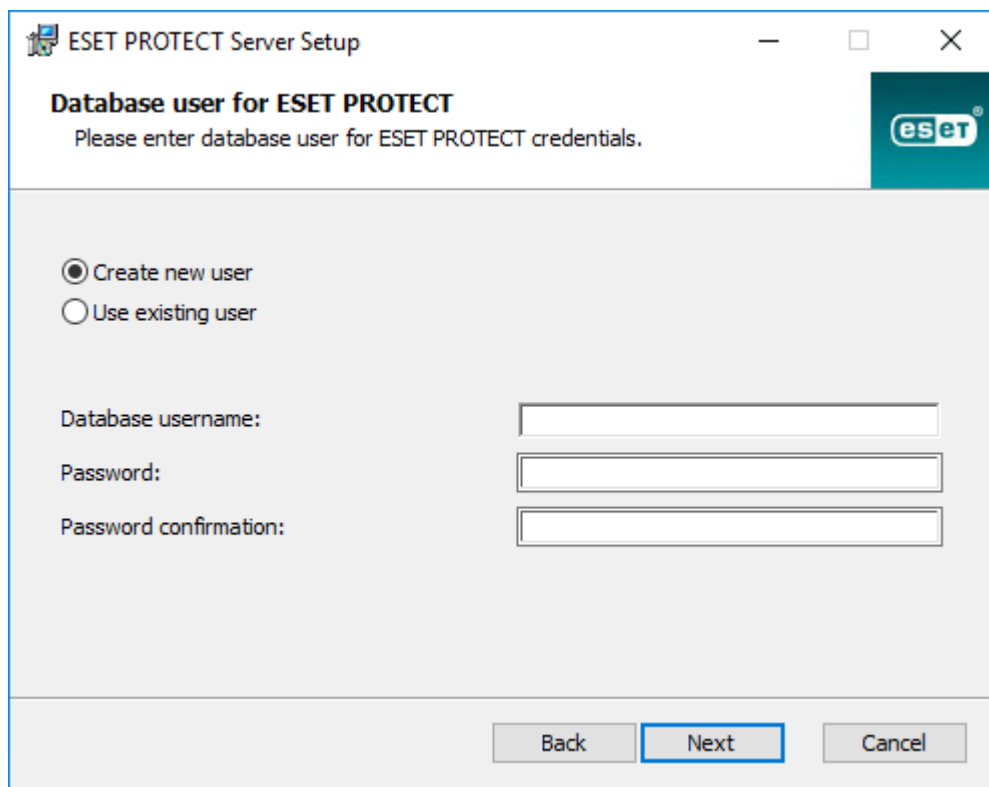 ESET PROTECT Server Setup
Database user for ESET PROTECT
Please enter database user for ESET PROTECT credentials.
eseT®
Create new user
Use existing user
Database username:
Password:
Password confirmation:
Back Next Cancel